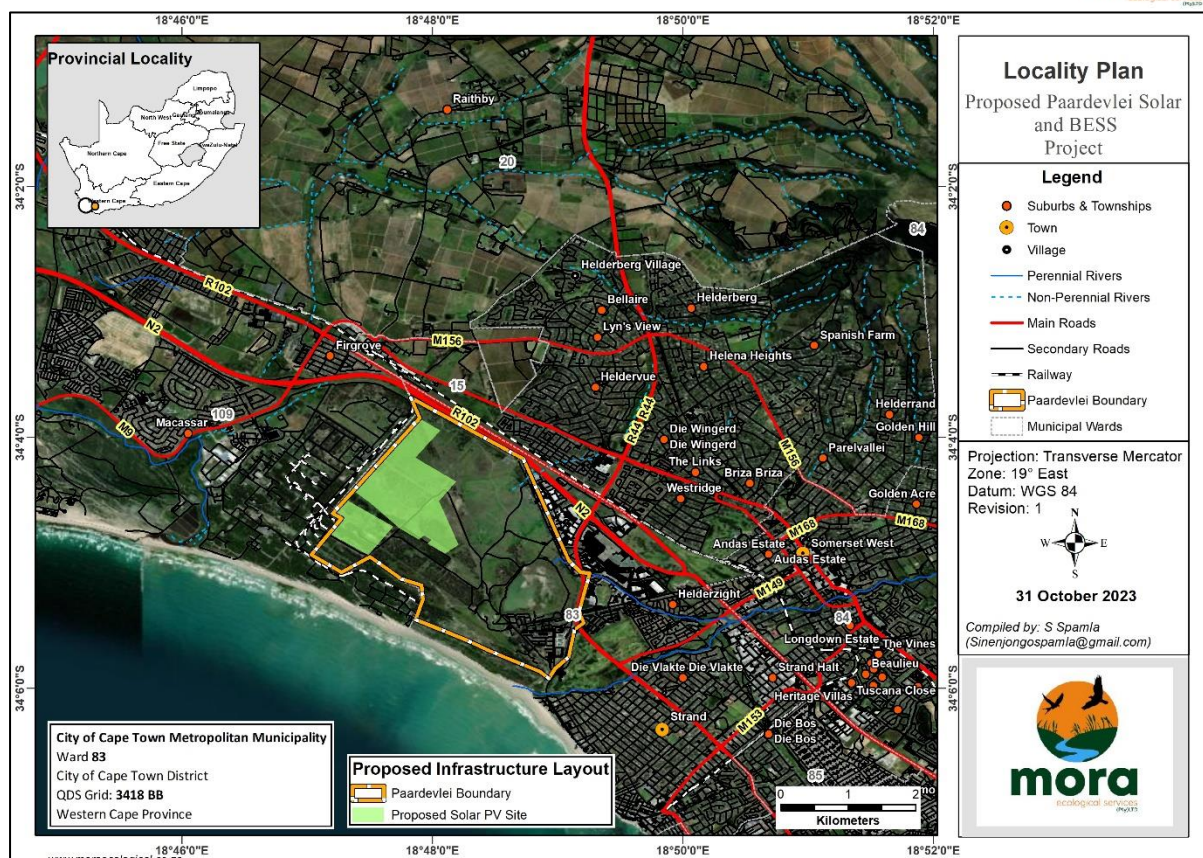 18°46'0"E
18°48'0"E
18°50'0"E
18°52'0"E
Provincial Locality
Limpopo
North West
Free State
Northern Cape
Eastern Cape
Western Cape
34°2'0"S
34°4'0"S
34°6'0"S
34°2'0"S
34°4'0"S
34°6'0"S
Raithby
20
84
R102
N2
Helderberg Village
Bellaire
Helderberg
Lyn's View
Spanish Farm
M156
Firgrove
Helena Heights
15
Heldervue
R102
109
Macassar
M9
R44
R44
Helderrand
Golden Hill
Die Wingerd
Die Wingerd
M156
Parelvallei
The Links
Briza Briza
Westridge
Golden Acre
N2
M168
M168
Andas Estate
Somerset West
Audas Estate
M149
Helderzight
83
84
Longdown Estate
The Vines
Die Vlakte Die Vlakte
Strand Halt
Beaulieu
Heritage Villas
Tuscana Close
Strand
M153
Die Bos
Die Bos
85
City of Cape Town Metropolitan Municipality
Ward 83
City of Cape Town District
QDS Grid: 3418 BB
Western Cape Province
Proposed Infrastructure Layout
Paardevlei Boundary
Proposed Solar PV Site
0 1 2
Kilometers
18°46'0"E
18°48'0"E
18°50'0"E
18°52'0"E
Locality Plan
Proposed Paardevlei Solar
and BESS
Project
Legend
Suburbs & Townships
Town
Village
Perennial Rivers
Non-Perennial Rivers
Main Roads
Secondary Roads
Railway
Paardevlei Boundary
Municipal Wards
Projection: Transverse Mercator
Zone: 19° East
Datum: WGS 84
Revision: 1
N
W E
S
31 October 2023
Compiled by: S Spamla
(Sinenjongospamla@gmail.com)
mora
ecological services
(Pty)LTD